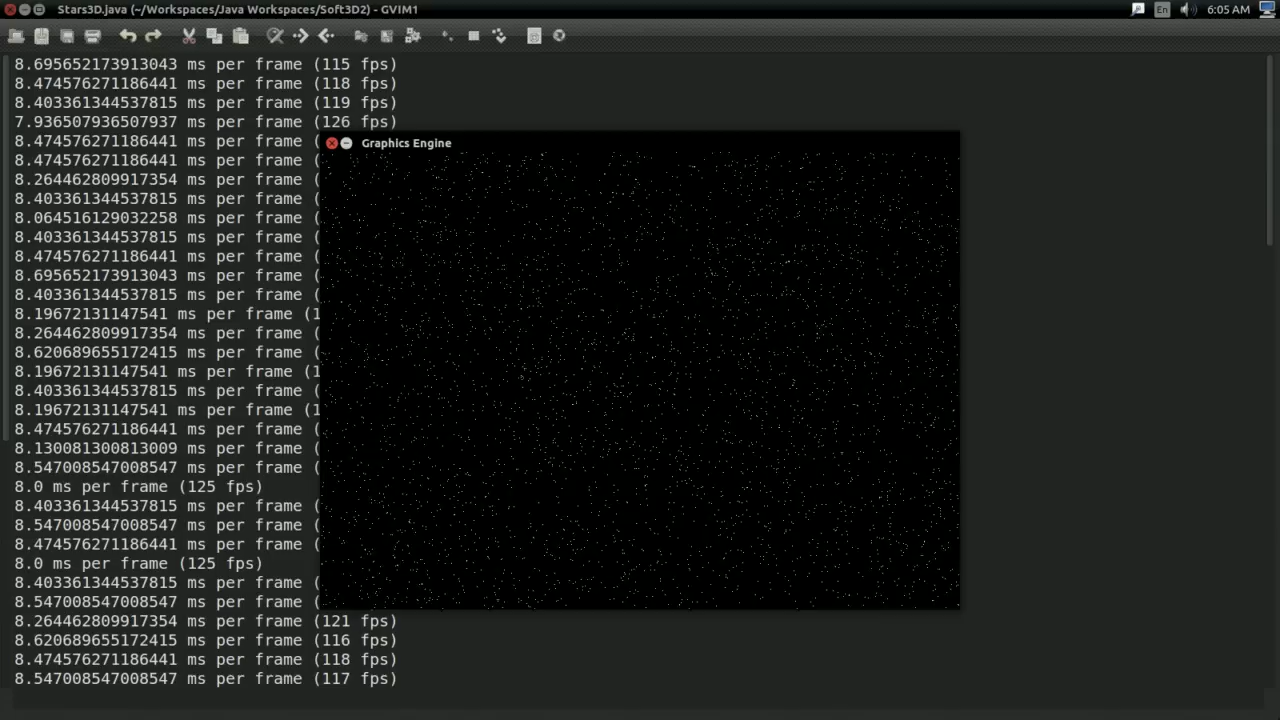 Stars3D.java (~/Workspaces/Java Workspaces/Soft3D2) - GVIM1
En
6:05 AM
8.695652173913043 ms per frame (115 fps)
8.474576271186441 ms per frame (118 fps)
8.403361344537815 ms per frame (119 fps)
7.936507936507937 ms per frame (126 fps)
8.474576271186441 ms per frame (
Graphics Engine
8.474576271186441 ms per frame (
8.264462809917354 ms per frame (
8.403361344537815 ms per frame (
8.064516129032258 ms per frame (
8.403361344537815 ms per frame (
8.474576271186441 ms per frame (
8.695652173913043 ms per frame (
8.403361344537815 ms per frame (
8.19672131147541 ms per frame (1
8.264462809917354 ms per frame (
8.620689655172415 ms per frame (
8.19672131147541 ms per frame (1
8.403361344537815 ms per frame (
8.19672131147541 ms per frame (1
8.474576271186441 ms per frame (
8.130081300813009 ms per frame (
8.547008547008547 ms per frame (
8.0 ms per frame (125 fps)
8.403361344537815 ms per frame (
8.547008547008547 ms per frame (
8.474576271186441 ms per frame (
8.0 ms per frame (125 fps)
8.403361344537815 ms per frame (
8.547008547008547 ms per frame (
8.264462809917354 ms per frame (121 fps)
8.620689655172415 ms per frame (116 fps)
8.474576271186441 ms per frame (118 fps)
8.547008547008547 ms per frame (117 fps)